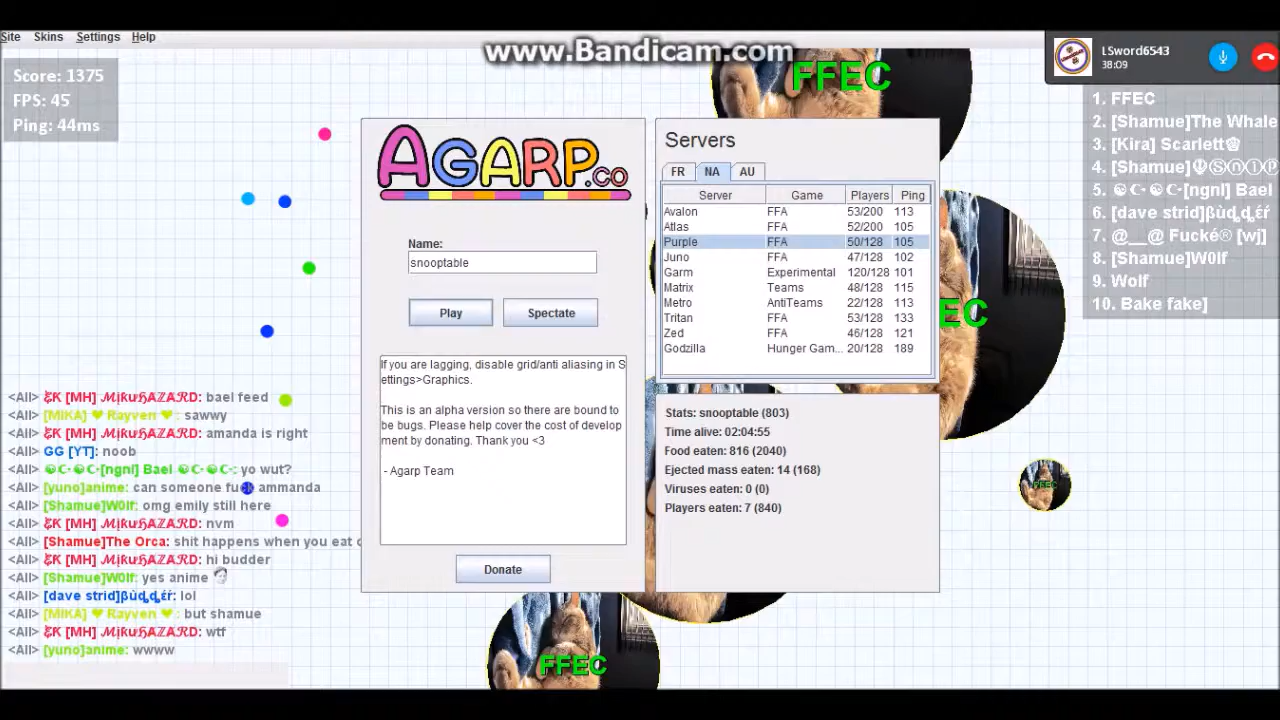 www.Bandicam.com
Site Skins Settings Help
Score: 1375
FPS: 45
Ping: 44ms
FFEC
LSword6543
38:09
1. FFEC
2. [Shamue]The Whale
3. [Kira] Scarlett
4. [Shamue]
5. [ngnl] Bael
6. [dave strid]
7. @__@ Fucké® [wj]
8. [Shamue]W0lf
9. Wolf
10. Bake fake]
AGARP.CO
Name:
snooptable
Play Spectate
If you are lagging, disable grid/anti aliasing in S
ettings>Graphics.
This is an alpha version so there are bound to
be bugs. Please help cover the cost of develop
ment by donating. Thank you <3
- Agarp Team
Donate
Servers
FR NA AU
Server Game Players Ping
Avalon FFA 53/200 113
Atlas FFA 52/200 105
Purple FFA 50/128 105
Juno FFA 47/128 102
Garm Experimental 120/128 101
Matrix Teams 48/128 115
Metro AntiTeams 22/128 113
Tritan FFA 53/128 133
Zed FFA 46/128 121
Godzilla Hunger Gam... 20/128 189
Stats: snooptable (803)
Time alive: 02:04:55
Food eaten: 816 (2040)
Ejected mass eaten: 14 (168)
Viruses eaten: 0 (0)
Players eaten: 7 (840)
EC
FFEC
FFEC
<All> [MH] : bael feed
<All> [MIKA] ♥ Rayven ♥ : sawwy
<All> [MH] : amanda is right
<All> GG [YT]: noob
<All> [ngnl] Bael : yo wut?
<All> [yuno]anime: can someone fuck ammanda
<All> [Shamue]W0lf: omg emily still here
<All> [MH] : nvm
<All> [Shamue]The Orca: shit happens when you eat
<All> [MH] : hi budder
<All> [Shamue]W0lf: yes anime
<All> [dave strid]: lol
<All> [MIKA] ♥ Rayven ♥ : but shamue
<All> [MH] : wtf
<All> [yuno]anime: wwww